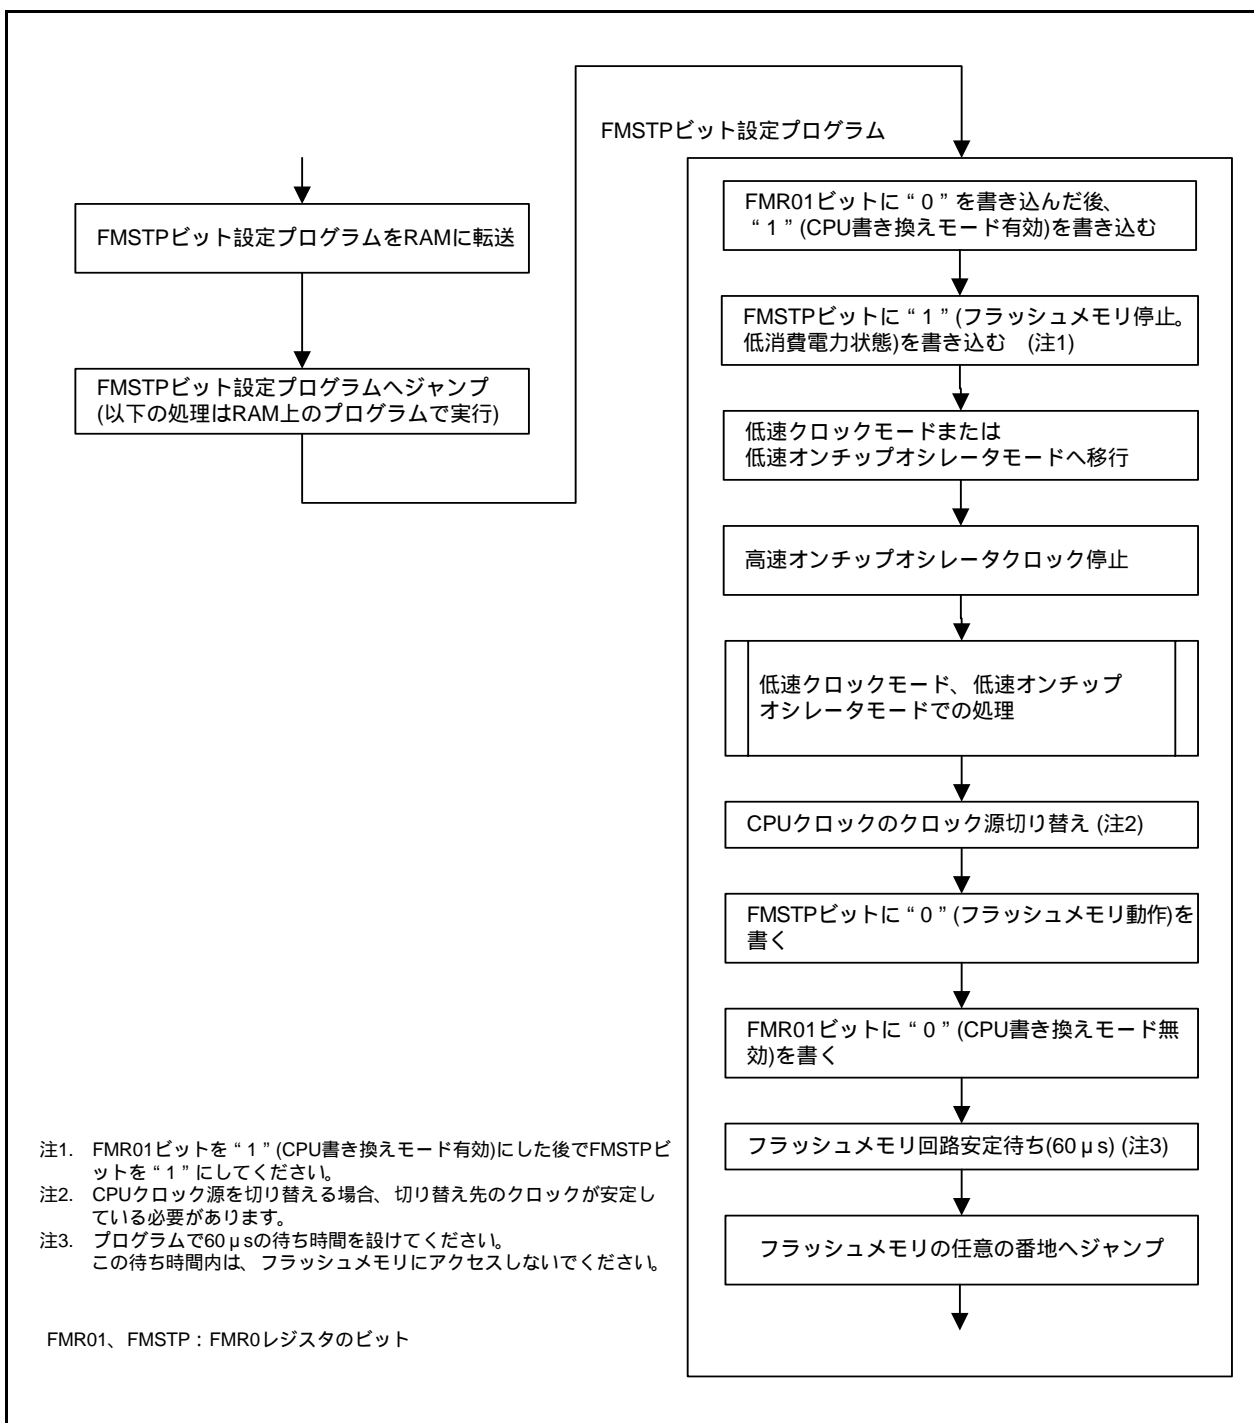 FMSTPビット設定プログラムをRAMに転送
FMSTPビット設定プログラムへジャンプ
(以下の処理はRAM上のプログラムで実行)
FMSTPビット設定プログラム
FMR01ビットに“0”を書き込んだ後、
“1”(CPU書き換えモード有効)を書き込む
FMSTPビットに“1”(フラッシュメモリ停止。
低消費電力状態)を書き込む (注1)
低速クロックモードまたは
低速オンチップオシレータモードへ移行
高速オンチップオシレータクロック停止
低速クロックモード、低速オンチップ
オシレータモードでの処理
CPUクロックのクロック源切り替え (注2)
FMSTPビットに“0”(フラッシュメモリ動作)を
書く
FMR01ビットに“0”(CPU書き換えモード無
効)を書く
フラッシュメモリ回路安定待ち(60μs) (注3)
フラッシュメモリの任意の番地へジャンプ
注1. FMR01ビットを“1”(CPU書き換えモード有効)にした後でFMSTPビ
ットを“1”にしてください。
注2. CPUクロック源を切り替える場合、切り替え先のクロックが安定し
ている必要があります。
注3. プログラムで60μsの待ち時間を設けてください。
この待ち時間内は、フラッシュメモリにアクセスしないでください。
FMR01、FMSTP：FMR0レジスタのビット